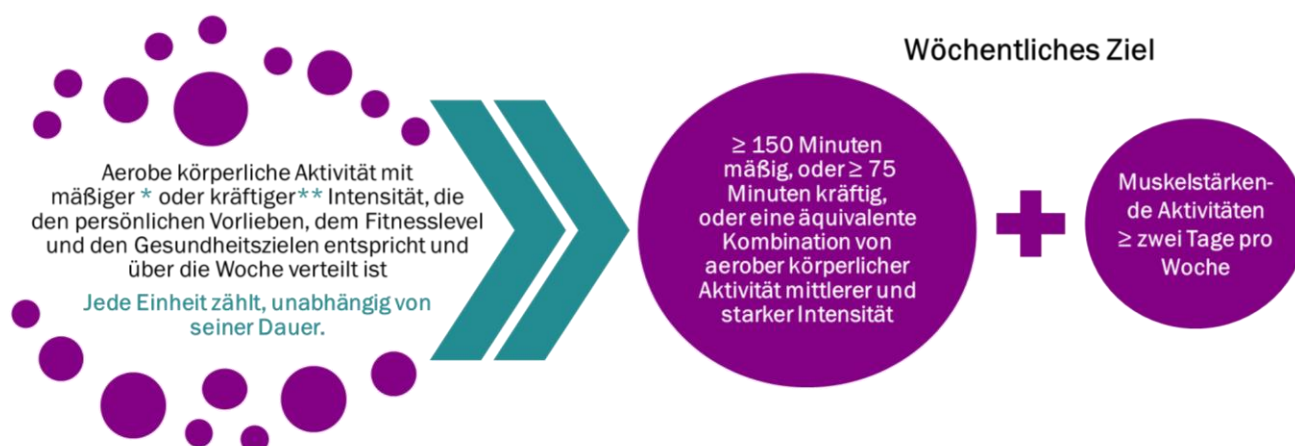 Wöchentliches Ziel
Aerobe körperliche Aktivität mit
mäßiger * oder kräftiger** Intensität, die
den persönlichen Vorlieben, dem Fitnesslevel
und den Gesundheitszielen entspricht und
über die Woche verteilt ist
Jede Einheit zählt, unabhängig von
seiner Dauer.
≥ 150 Minuten
mäßig, oder ≥ 75
Minuten kräftig,
oder eine äquivalente
Kombination von
aerober körperlicher
Aktivität mittlerer und
starker Intensität
Muskelstärken-
de Aktivitäten
≥ zwei Tage pro
Woche